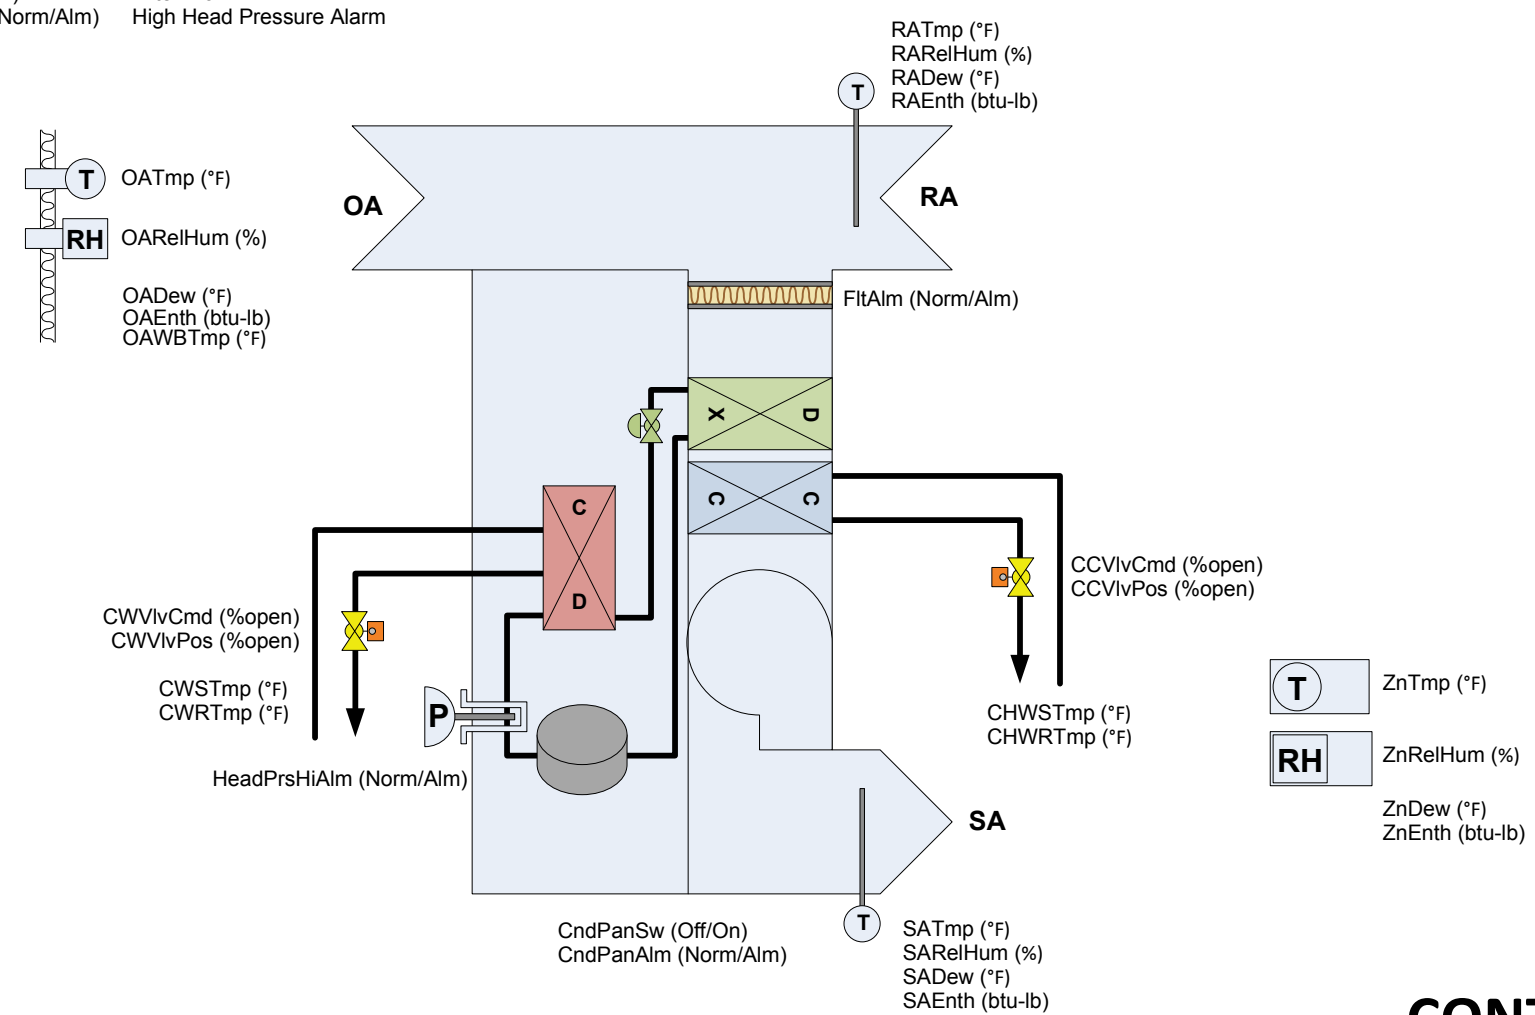 Norm/Alm) High Head Pressure Alarm
RATmp (°F)
RARelHum (%)
RADew (°F)
RAEnth (btu-lb)
T
T
OATmp (°F)
OA
RA
RH
OARelHum (%)
OADew (°F)
OAEnth (btu-lb)
OAWBTmp (°F)
FltAlm (Norm/Alm)
X D
C C
C
D
CCVlvCmd (%open)
CCVlvPos (%open)
CWVlvCmd (%open)
CWVlvPos (%open)
CWSTmp (°F)
CWRTmp (°F)
P
CHWSTmp (°F)
CHWRTmp (°F)
T
ZnTmp (°F)
RH
ZnRelHum (%)
HeadPrsHiAlm (Norm/Alm)
ZnDew (°F)
ZnEnth (btu-lb)
SA
CndPanSw (Off/On)
CndPanAlm (Norm/Alm)
T
SATmp (°F)
SARelHum (%)
SADew (°F)
SAEnth (btu-lb)